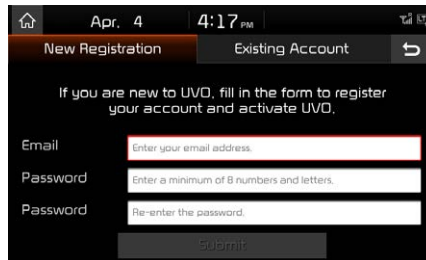 Apr. 4 4:17 PM
New Registration Existing Account
If you are new to UVO, fill in the form to register
your account and activate UVO.
Email Enter your email address.
Password Enter a minimum of 8 numbers and letters.
Password Re-enter the password.
Submit